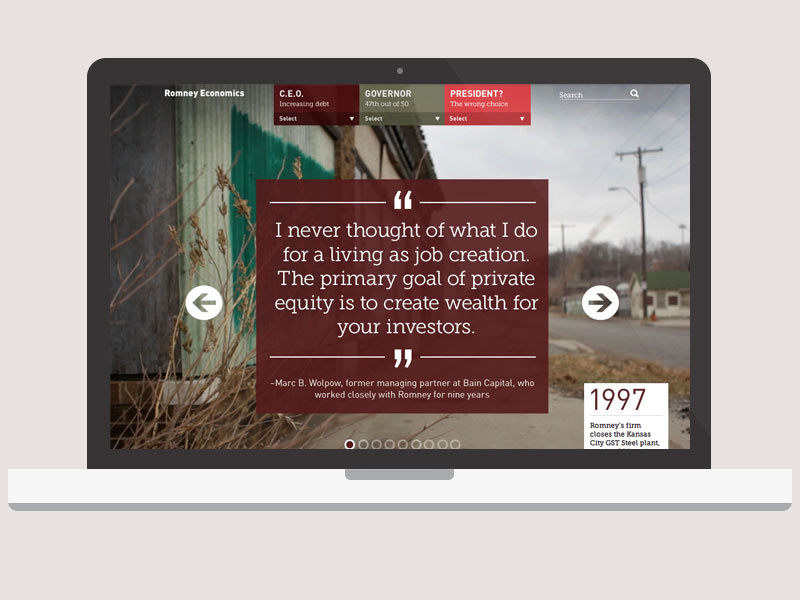 Romney Economics
C.E.O.
Increasing debt
Select
GOVERNOR
47th out of 50
Select
PRESIDENT?
The wrong choice
Select
Search
“
I never thought of what I do
for a living as job creation.
The primary goal of private
equity is to create wealth for
your investors.
”
–Marc B. Wolpow, former managing partner at Bain Capital, who
worked closely with Romney for nine years
1997
Romney's firm
closes the Kansas
City GST Steel plant,